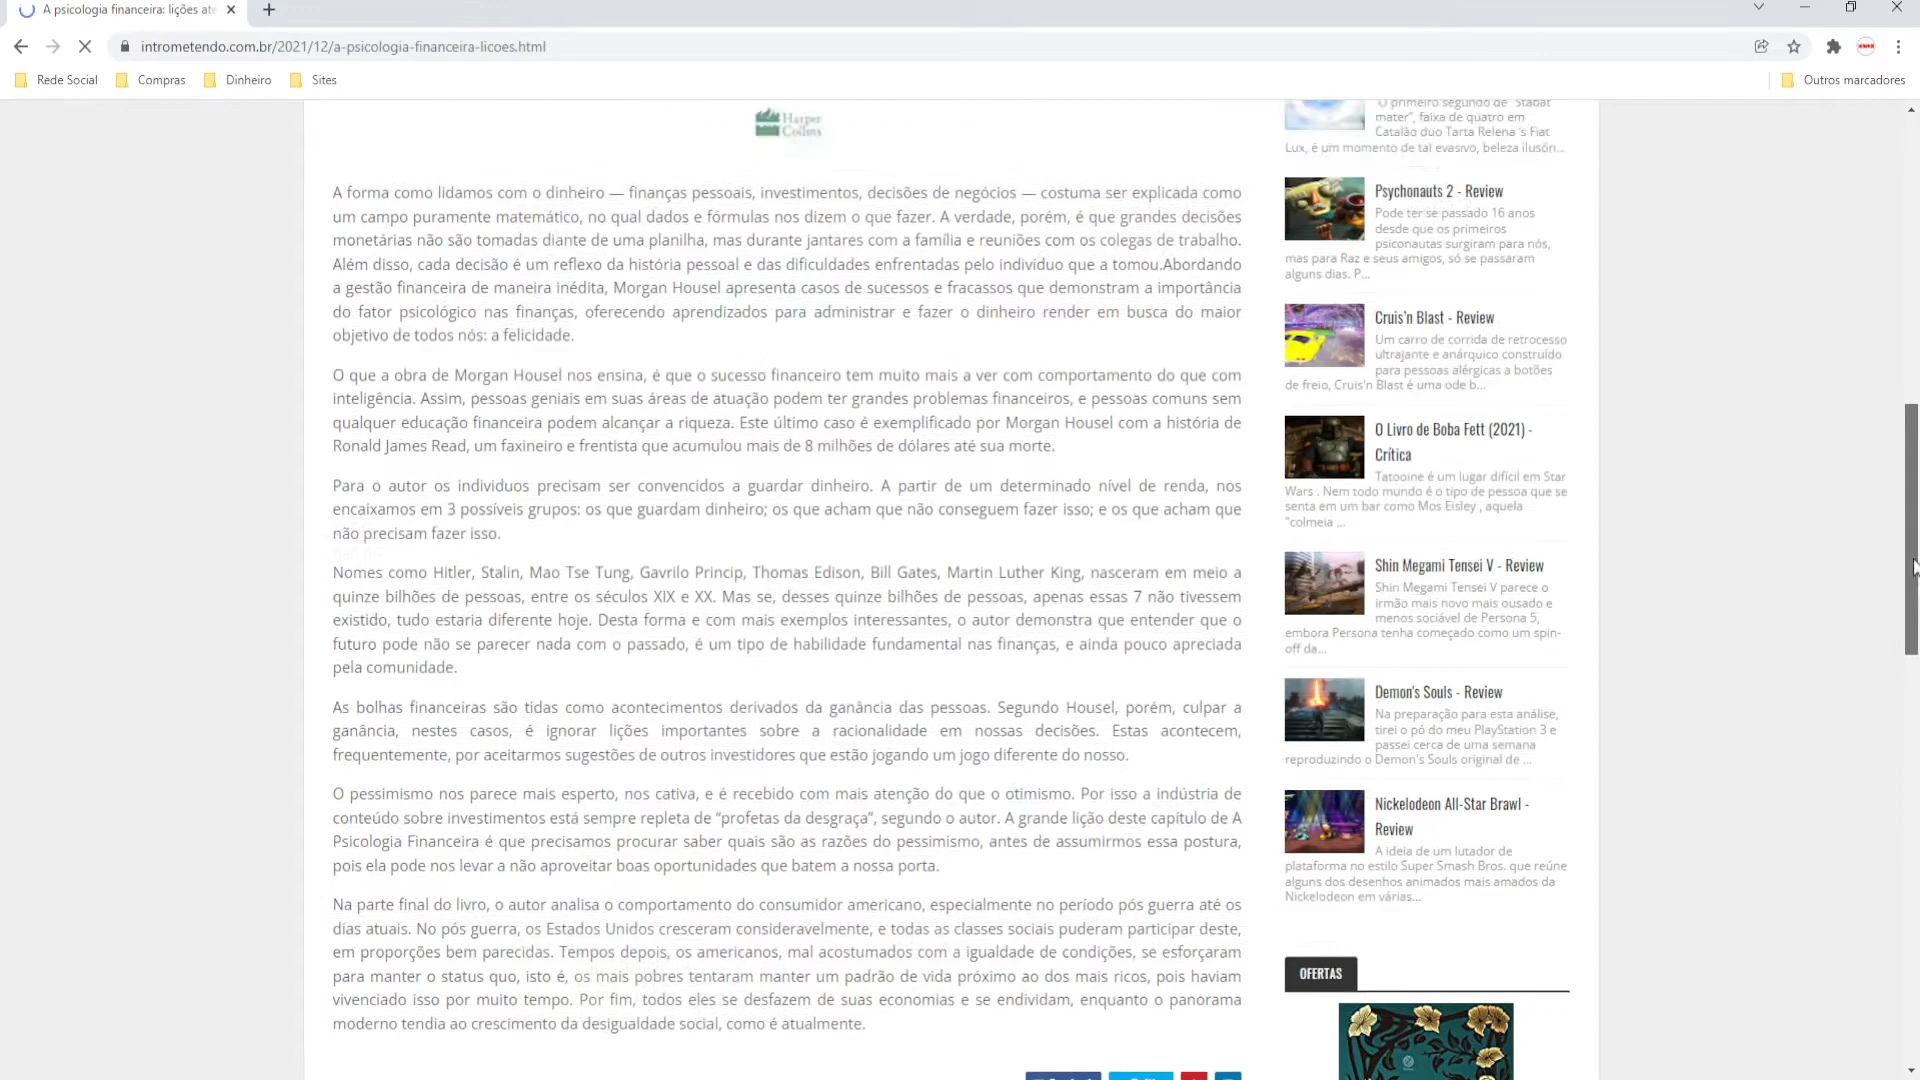 A psicologia financeira: lições ate
intrometendo.com.br/2021/12/a-psicologia-financeira-licoes.html
Rede Social
Compras
Dinheiro
Sites
Outros marcadores
Harper
Collins
A forma como lidamos com o dinheiro — finanças pessoais, investimentos, decisões de negócios — costuma ser explicada como
um campo puramente matemático, no qual dados e fórmulas nos dizem o que fazer. A verdade, porém, é que grandes decisões
monetárias não são tomadas diante de uma planilha, mas durante jantares com a família e reuniões com os colegas de trabalho.
Além disso, cada decisão é um reflexo da história pessoal e das dificuldades enfrentadas pelo indivíduo que a tomou.Abordando
a gestão financeira de maneira inédita, Morgan Housel apresenta casos de sucessos e fracassos que demonstram a importância
do fator psicológico nas finanças, oferecendo aprendizados para administrar e fazer o dinheiro render em busca do maior
objetivo de todos nós: a felicidade.
O que a obra de Morgan Housel nos ensina, é que o sucesso financeiro tem muito mais a ver com comportamento do que com
inteligência. Assim, pessoas geniais em suas áreas de atuação podem ter grandes problemas financeiros, e pessoas comuns sem
qualquer educação financeira podem alcançar a riqueza. Este último caso é exemplificado por Morgan Housel com a história de
Ronald James Read, um faxineiro e frentista que acumulou mais de 8 milhões de dólares até sua morte.
Para o autor os individuos precisam ser convencidos a guardar dinheiro. A partir de um determinado nível de renda, nos
encaixamos em 3 possíveis grupos: os que guardam dinheiro; os que acham que não conseguem fazer isso; e os que acham que
não precisam fazer isso.
Nomes como Hitler, Stalin, Mao Tse Tung, Gavrilo Princip, Thomas Edison, Bill Gates, Martin Luther King, nasceram em meio a
quinze bilhões de pessoas, entre os séculos XIX e XX. Mas se, desses quinze bilhões de pessoas, apenas essas 7 não tivessem
existido, tudo estaria diferente hoje. Desta forma e com mais exemplos interessantes, o autor demonstra que entender que o
futuro pode não se parecer nada com o passado, é um tipo de habilidade fundamental nas finanças, e ainda pouco apreciada
pela comunidade.
As bolhas financeiras são tidas como acontecimentos derivados da ganância das pessoas. Segundo Housel, porém, culpar a
ganância, nestes casos, é ignorar lições importantes sobre a racionalidade em nossas decisões. Estas acontecem,
frequentemente, por aceitarmos sugestões de outros investidores que estão jogando um jogo diferente do nosso.
O pessimismo nos parece mais esperto, nos cativa, e é recebido com mais atenção do que o otimismo. Por isso a indústria de
conteúdo sobre investimentos está sempre repleta de “profetas da desgraça”, segundo o autor. A grande lição deste capítulo de A
Psicologia Financeira é que precisamos procurar saber quais são as razões do pessimismo, antes de assumirmos essa postura,
pois ela pode nos levar a não aproveitar boas oportunidades que batem a nossa porta.
Na parte final do livro, o autor analisa o comportamento do consumidor americano, especialmente no período pós guerra até os
dias atuais. No pós guerra, os Estados Unidos cresceram consideravelmente, e todas as classes sociais puderam participar deste,
em proporções bem parecidas. Tempos depois, os americanos, mal acostumados com a igualdade de condições, se esforçaram
para manter o status quo, isto é, os mais pobres tentaram manter um padrão de vida próximo ao dos mais ricos, pois haviam
vivenciado isso por muito tempo. Por fim, todos eles se desfazem de suas economias e se endividam, enquanto o panorama
moderno tendia ao crescimento da desigualdade social, como é atualmente.
O primeiro segundo de "Stabat
mater", faixa de quatro em
Catalão duo Tarta Relena 's Fiat
Lux, é um momento de tal evasivo, beleza ilusóri...
Psychonauts 2 - Review
Pode ter se passado 16 anos
desde que os primeiros
psiconautas surgiram para nós,
mas para Raz e seus amigos, só se passaram
alguns dias. P...
Cruis'n Blast - Review
Um carro de corrida de retrocesso
ultrajante e anárquico construído
para pessoas alérgicas a botões
de freio, Cruis'n Blast é uma ode b...
O Livro de Boba Fett (2021) -
Crítica
Tatooine é um lugar difícil em Star
Wars . Nem todo mundo é o tipo de pessoa que se
senta em um bar como Mos Eisley , aquela
"colmeia ...
Shin Megami Tensei V - Review
Shin Megami Tensei V parece o
irmão mais novo mais ousado e
menos sociável de Persona 5,
embora Persona tenha começado como um spin-
off da...
Demon's Souls - Review
Na preparação para esta análise,
tirei o pó do meu PlayStation 3 e
passei cerca de uma semana
reproduzindo o Demon's Souls original de ...
Nickelodeon All-Star Brawl -
Review
A ideia de um lutador de
plataforma no estilo Super Smash Bros. que reúne
alguns dos desenhos animados mais amados da
Nickelodeon em várias...
OFERTAS